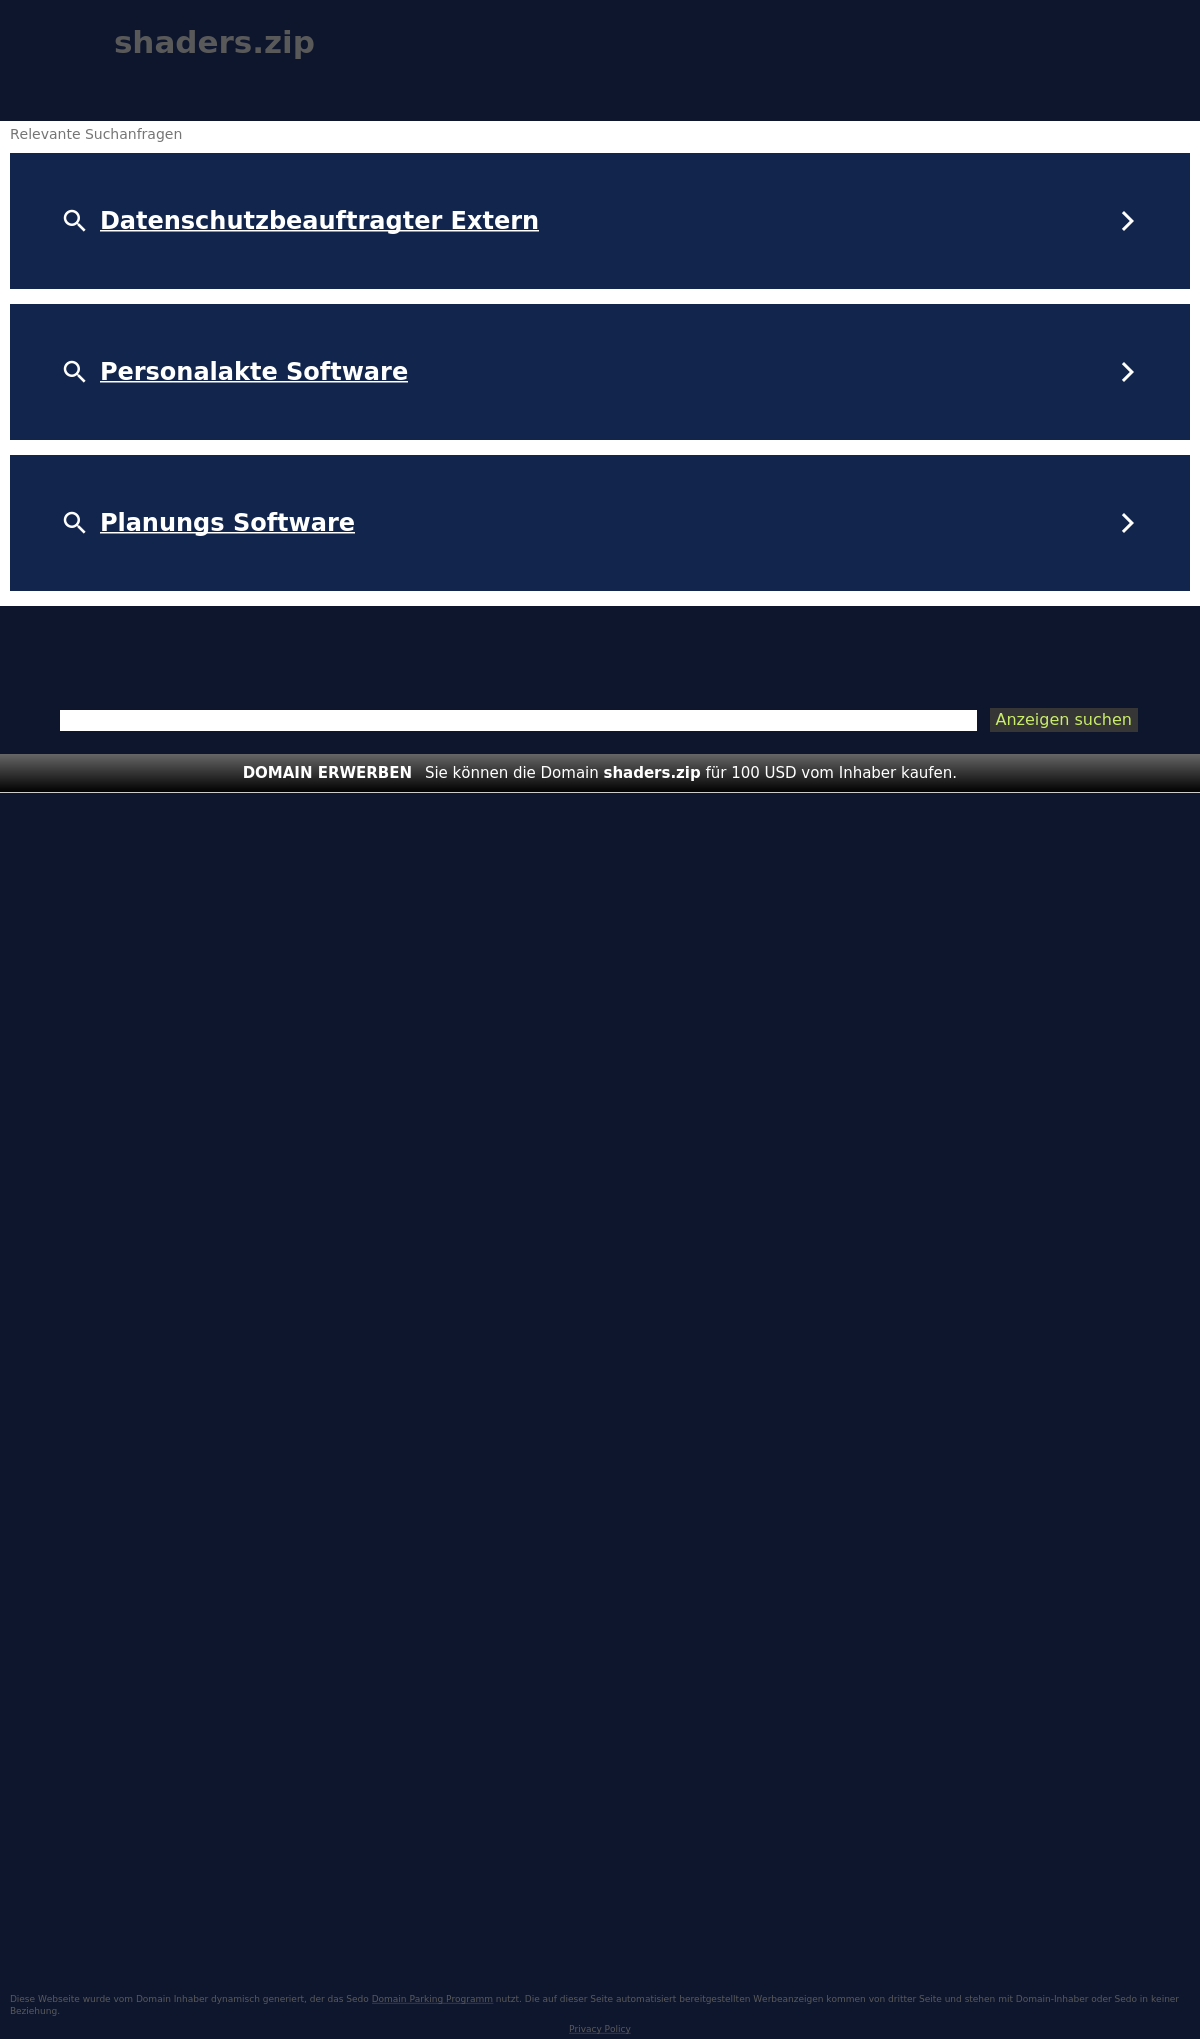 shaders.zip
Relevante Suchanfragen
Datenschutzbeauftragter Extern
Personalakte Software
Planungs Software
Anzeigen suchen
DOMAIN ERWERBEN Sie können die Domain shaders.zip für 100 USD vom Inhaber kaufen.
Diese Webseite wurde vom Domain Inhaber dynamisch generiert, der das Sedo Domain Parking Programm nutzt. Die auf dieser Seite automatisiert bereitgestellten Werbeanzeigen kommen von dritter Seite und stehen mit Domain-Inhaber oder Sedo in keiner
Beziehung.
Privacy Policy